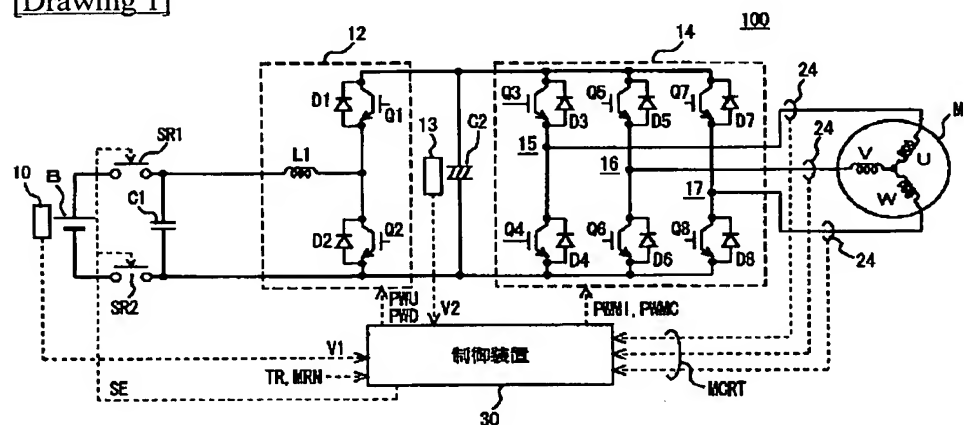 [Drawing 1]
100
12
14
24
M
D1
Q1
13
C2
Q3
D3
Q5
D5
Q7
D7
SR1
L1
15
16
17
24
V
U
W
10
B
C1
D2
Q2
Q4
D4
Q6
D6
Q8
D8
24
SR2
PWU
PWD
V2
PWMI, PWMC
V1
制御装置
TR, MRN
MCRT
SE
30